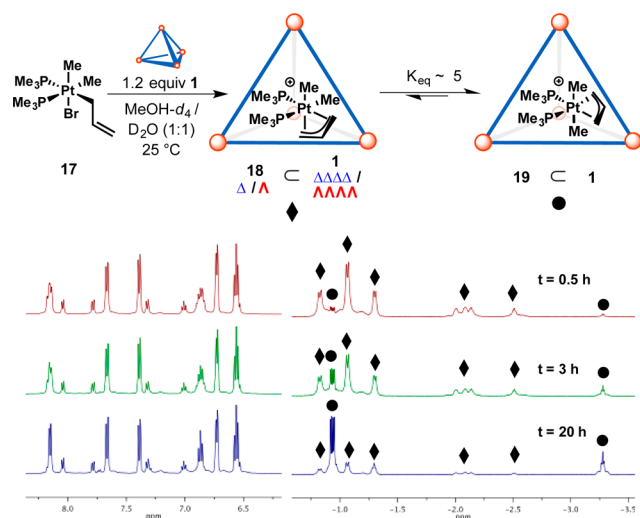 1.2 equiv 1
MeOH-d4 /
D2O (1:1)
25 °C
Me
Me3P Pt Me
Me3P
Br
17
⊕
Me
Me3P Pt Me
Me3P
18 ⊂ 1
Δ / Λ ΔΔΔΔ /
ΛΛΛΛ
♦
Keq ~ 5
⊕
Me
Me3P Pt
Me3P
Me
19 ⊂ 1
●
t = 0.5 h
t = 3 h
t = 20 h
8.0 7.5 7.0 6.5
ppm
-1.0 -1.5 -2.0 -2.5 -3.0 -3.5
ppm